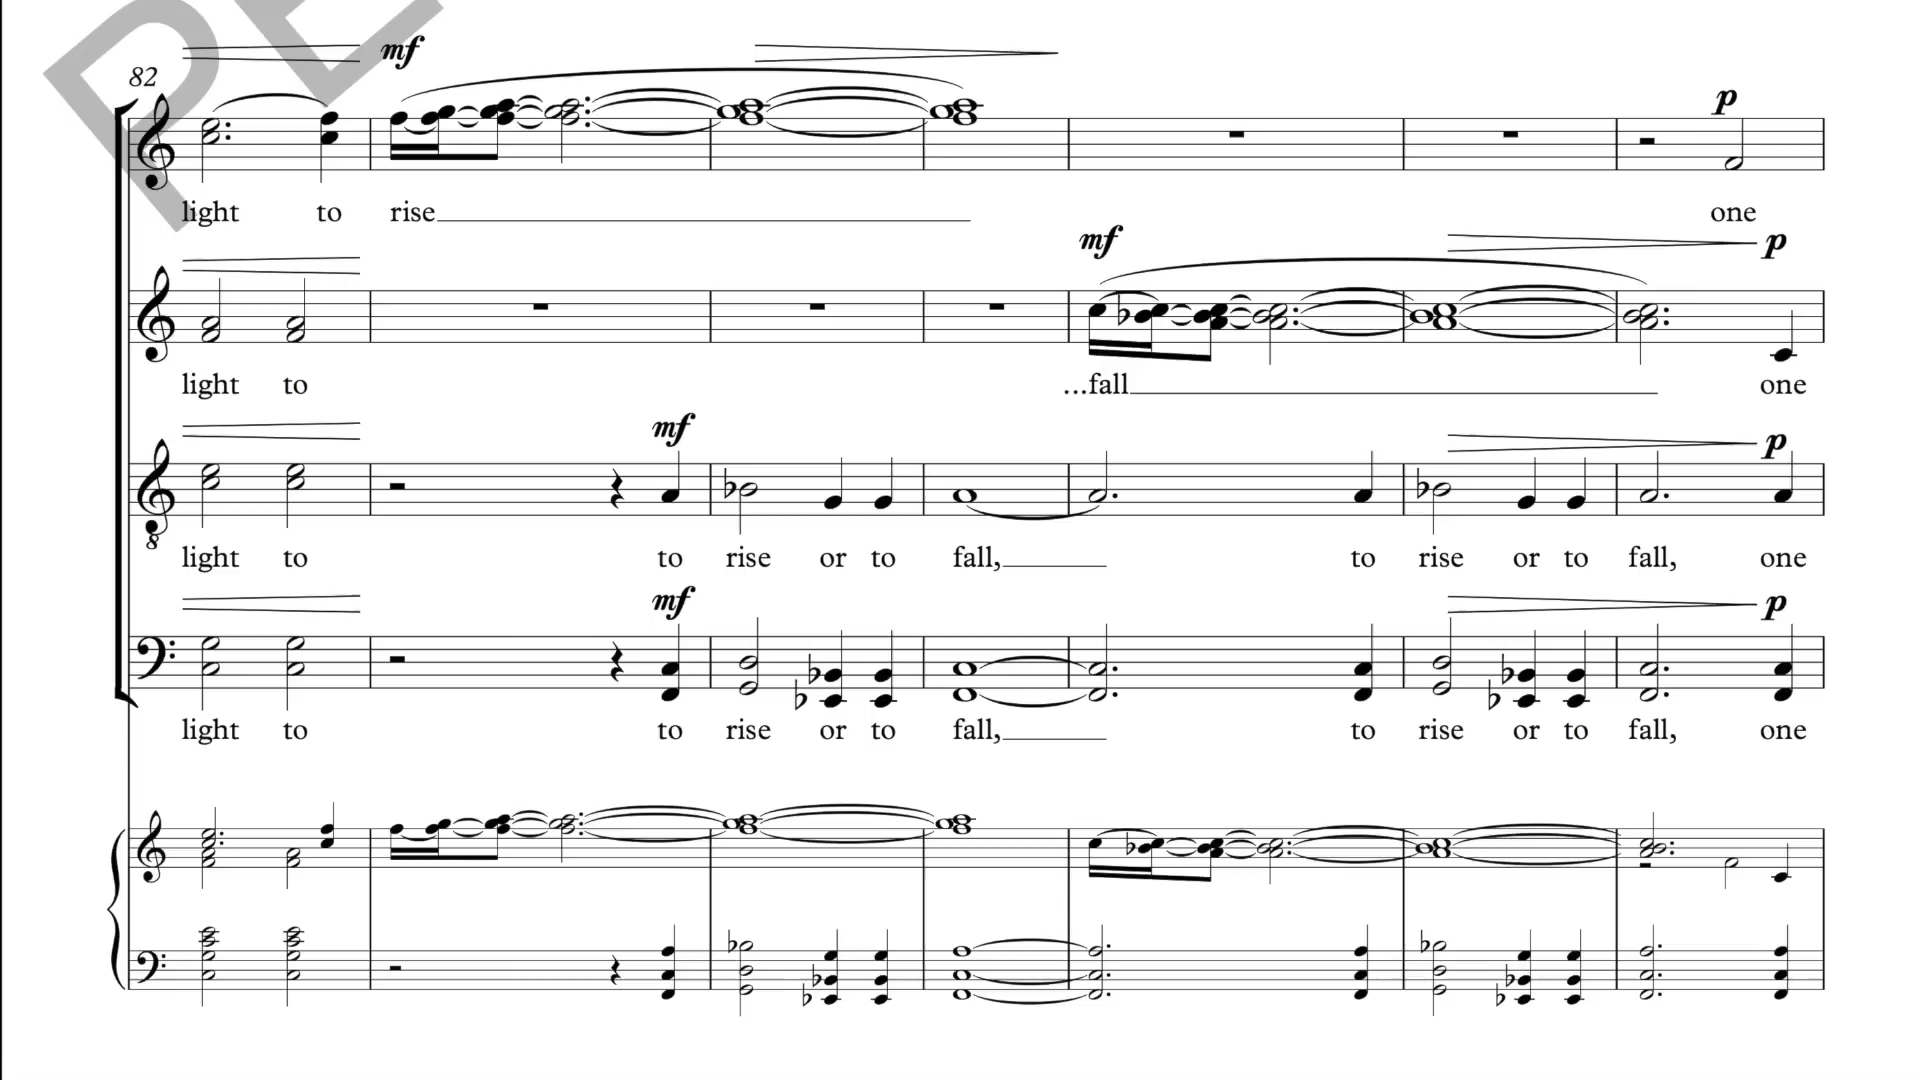 mf
82
p
light to rise one
mf p
light to ...fall one
mf p
8
light to to rise or to fall, to rise or to fall, one
mf p
light to to rise or to fall, to rise or to fall, one